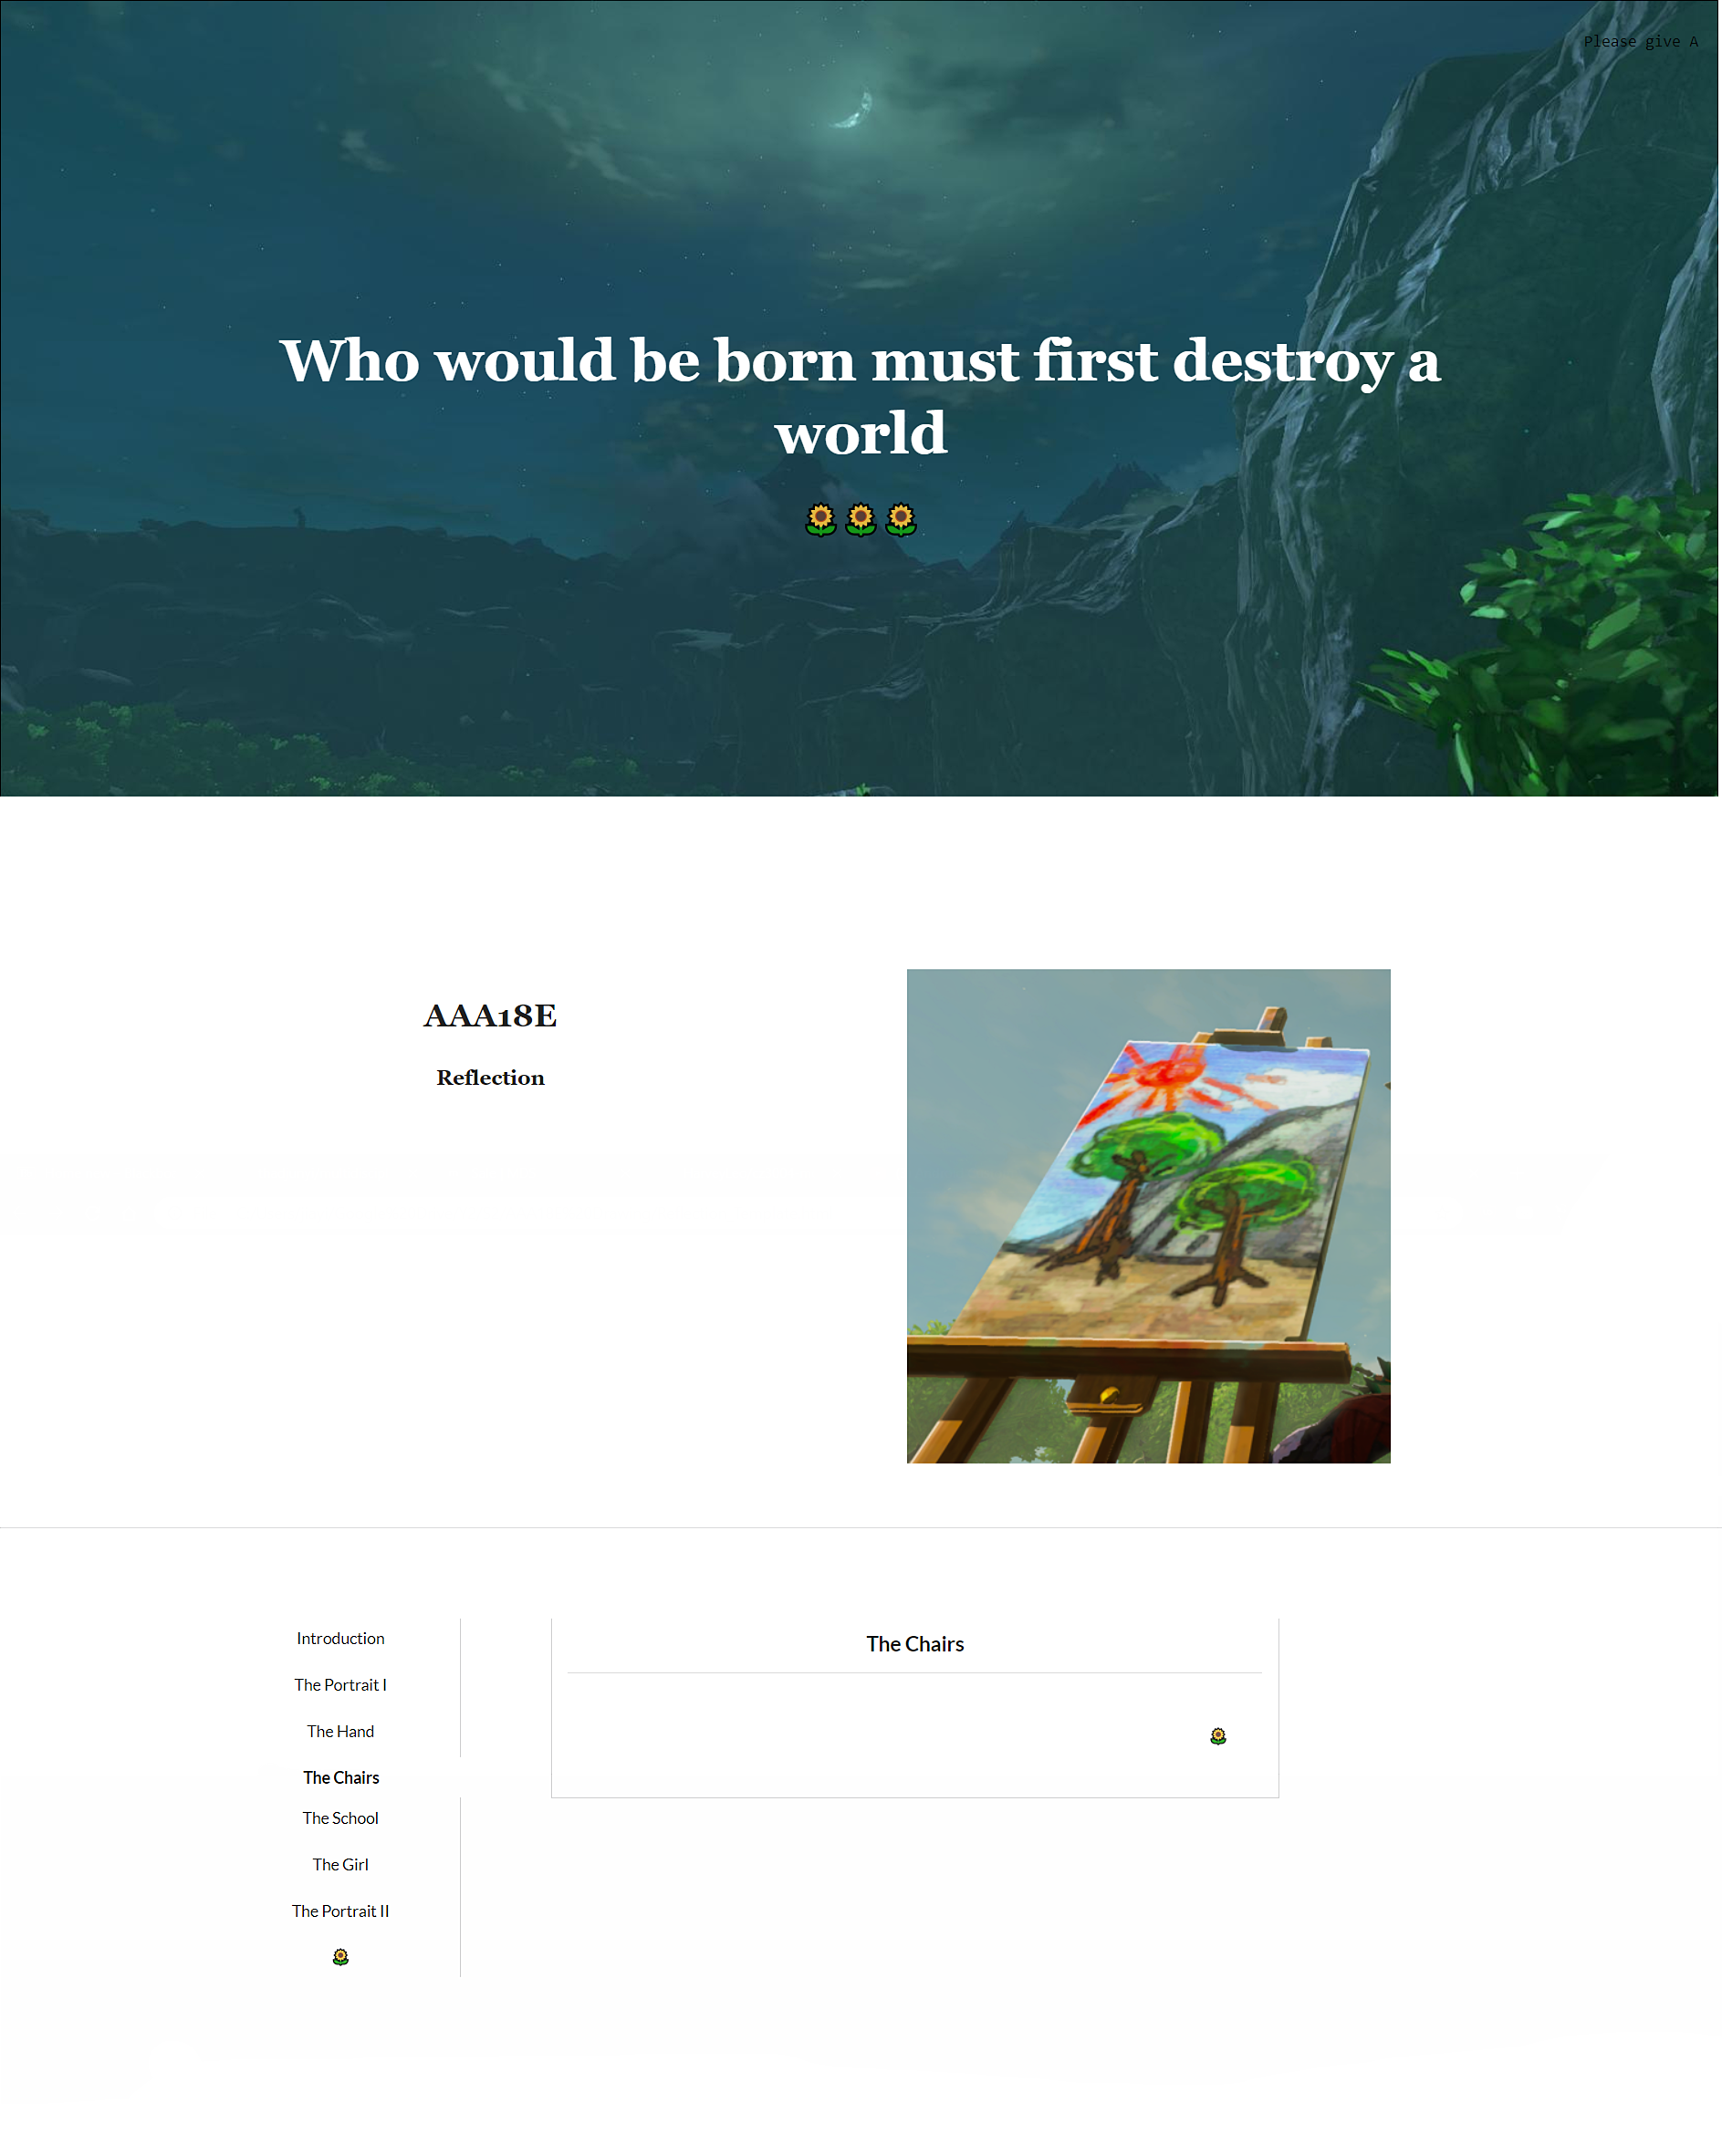 Please give A
Who would be born must first destroy a
world
🌻🌻🌻
AAA18E
Reflection
Introduction
The Portrait I
The Hand
The Chairs
The School
The Girl
The Portrait II
🌻
The Chairs
🌻